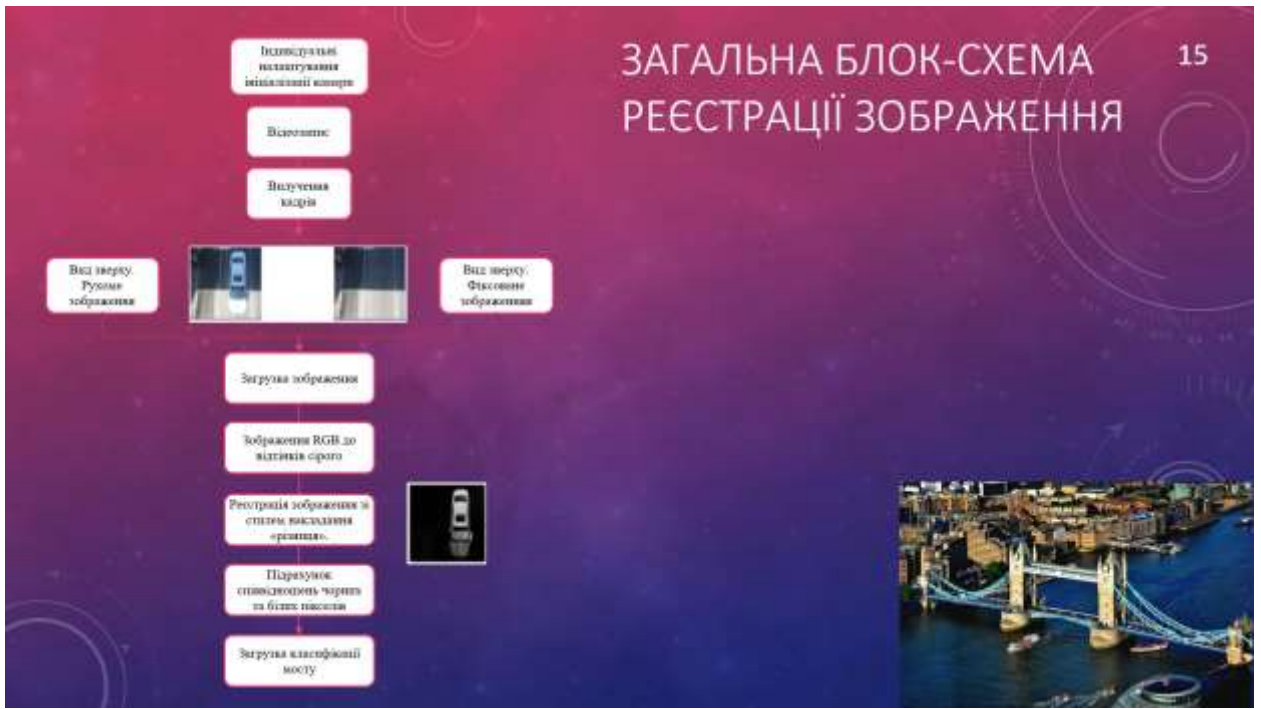 ЗАГАЛЬНА БЛОК-СХЕМА
РЕЄСТРАЦІЇ ЗОБРАЖЕННЯ
15
Індивідуальні
налаштування
ініціалізації камери
Відеозапис
Вилучення
кадрів
Вид зверху.
Рухоме
зображення
Вид зверху.
Фіксоване
зображення
Загрузка зображення
Зображення RGB до
відтінків сірого
Реєстрація зображення зі
стилем накладання
«різниця».
Підрахунок
співвідношень чорних
та білих пікселів
Загрузка класифікації
мосту